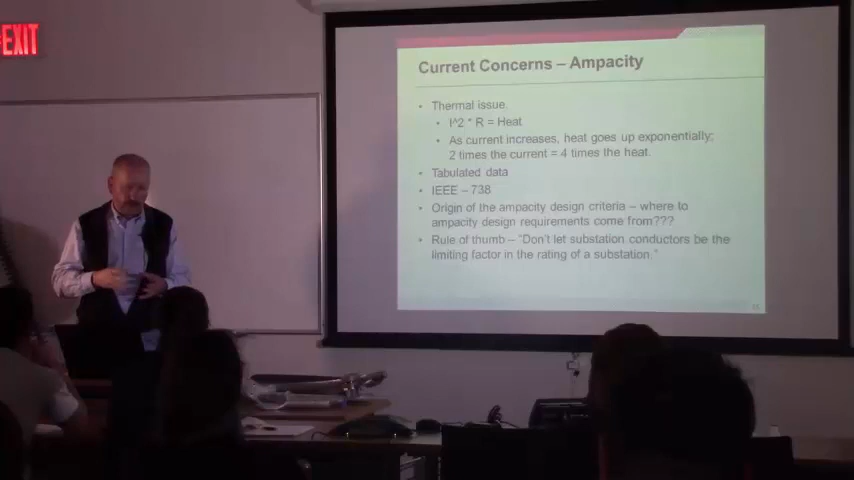 EXIT
Current Concerns – Ampacity
• Thermal issue.
• I^2 * R = Heat
• As current increases, heat goes up exponentially;
2 times the current = 4 times the heat.
• Tabulated data
• IEEE – 738
• Origin of the ampacity design criteria – where to
ampacity design requirements come from???
• Rule of thumb – "Don't let substation conductors be the
limiting factor in the rating of a substation."